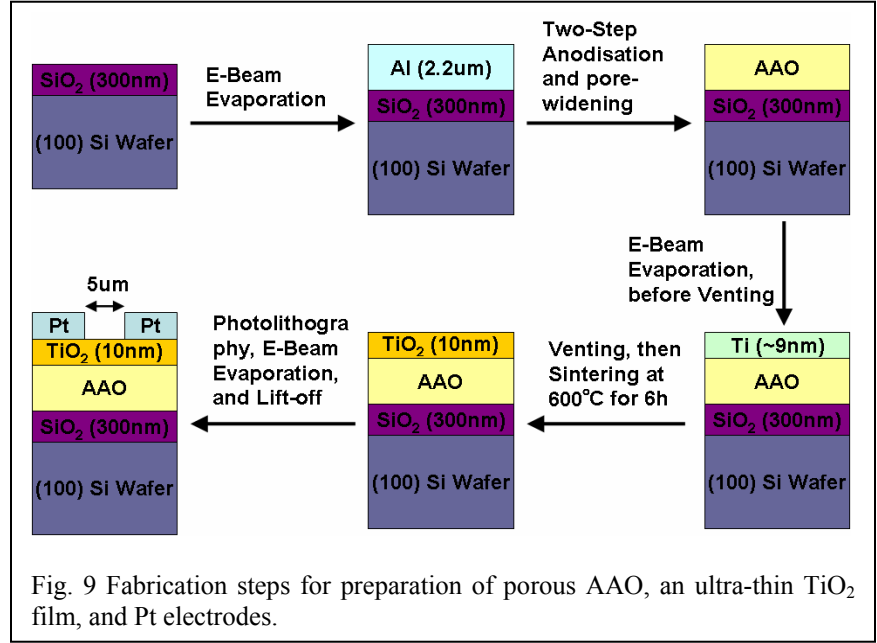 SiO₂ (300nm)
(100) Si Wafer
E-Beam
Evaporation
Al (2.2um)
SiO₂ (300nm)
(100) Si Wafer
Two-Step
Anodisation
and pore-
widening
AAO
SiO₂ (300nm)
(100) Si Wafer
E-Beam
Evaporation,
before Venting
Ti (~9nm)
AAO
SiO₂ (300nm)
(100) Si Wafer
Venting, then
Sintering at
600°C for 6h
TiO₂ (10nm)
AAO
SiO₂ (300nm)
(100) Si Wafer
Photolithogra
phy, E-Beam
Evaporation,
and Lift-off
5um
Pt Pt
TiO₂ (10nm)
AAO
SiO₂ (300nm)
(100) Si Wafer
Fig. 9 Fabrication steps for preparation of porous AAO, an ultra-thin TiO₂
film, and Pt electrodes.